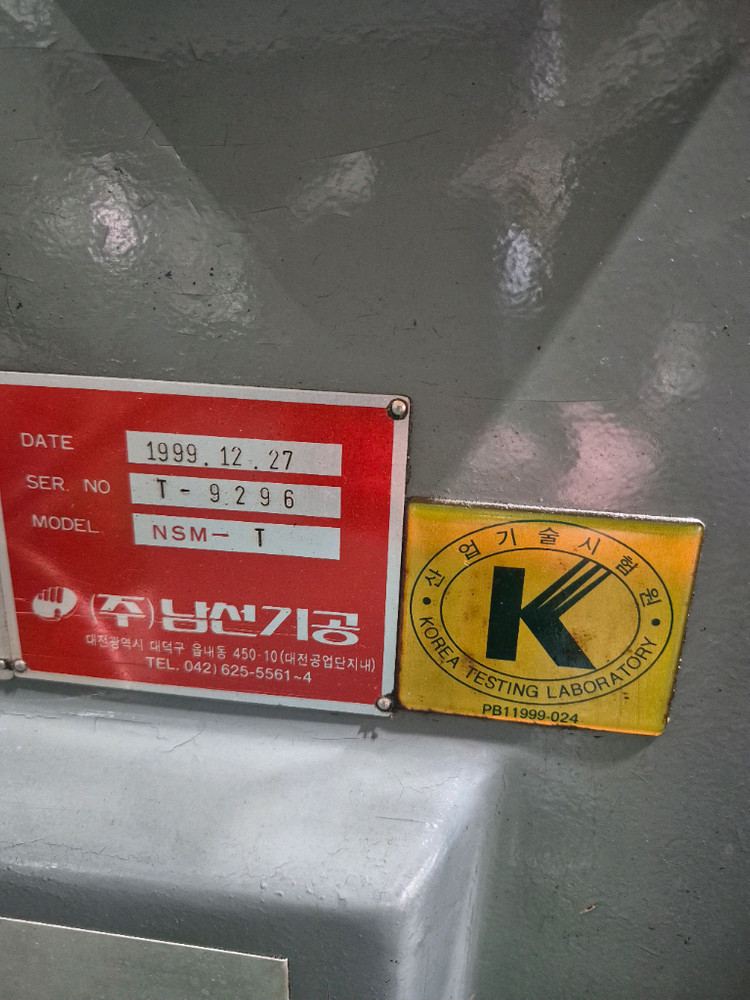 DATE 1999.12.27
SER. NO T-9296
MODEL NSM- T
(주)남선기공
대전광역시 대덕구 읍내동 450-10(대전공업단지내)
TEL. 042) 625-5561~4
산업기술시험원
K
KOREA TESTING LABORATORY
PB11999-024